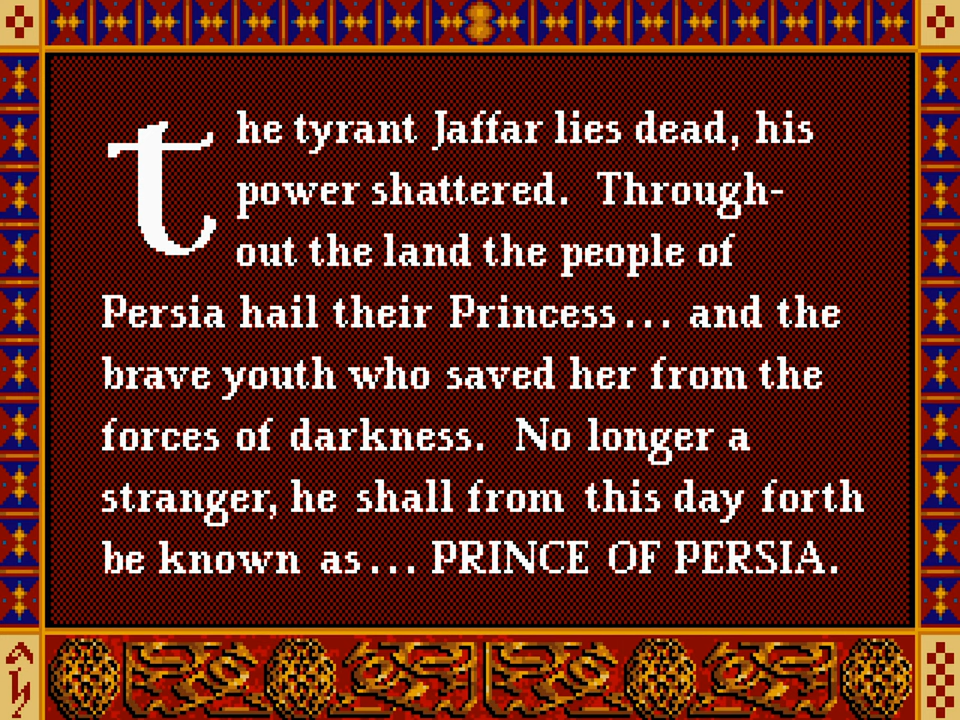 The tyrant Jaffar lies dead, his
power shattered. Through-
out the land the people of
Persia hail their Princess... and the
brave youth who saved her from the
forces of darkness. No longer a
stranger, he shall from this day forth
be known as... PRINCE OF PERSIA.